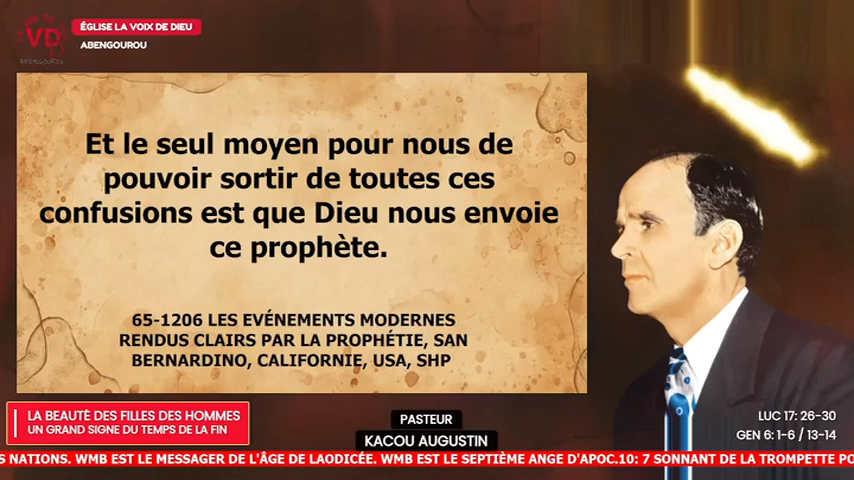 VD
ÉGLISE LA VOIX DE DIEU
ABENGOUROU
ABENGOUROU
Et le seul moyen pour nous de
pouvoir sortir de toutes ces
confusions est que Dieu nous envoie
ce prophète.
65-1206 LES EVÉNEMENTS MODERNES
RENDUS CLAIRS PAR LA PROPHÉTIE, SAN
BERNARDINO, CALIFORNIE, USA, SHP
LA BEAUTÈ DES FILLES DES HOMMES
UN GRAND SIGNE DU TEMPS DE LA FIN
PASTEUR
KACOU AUGUSTIN
LUC 17: 26-30
GEN 6: 1-6 / 13-14
S NATIONS. WMB EST LE MESSAGER DE L'ÂGE DE LAODICÉE. WMB EST LE SEPTIÈME ANGE D'APOC.10: 7 SONNANT DE LA TROMPETTE PO